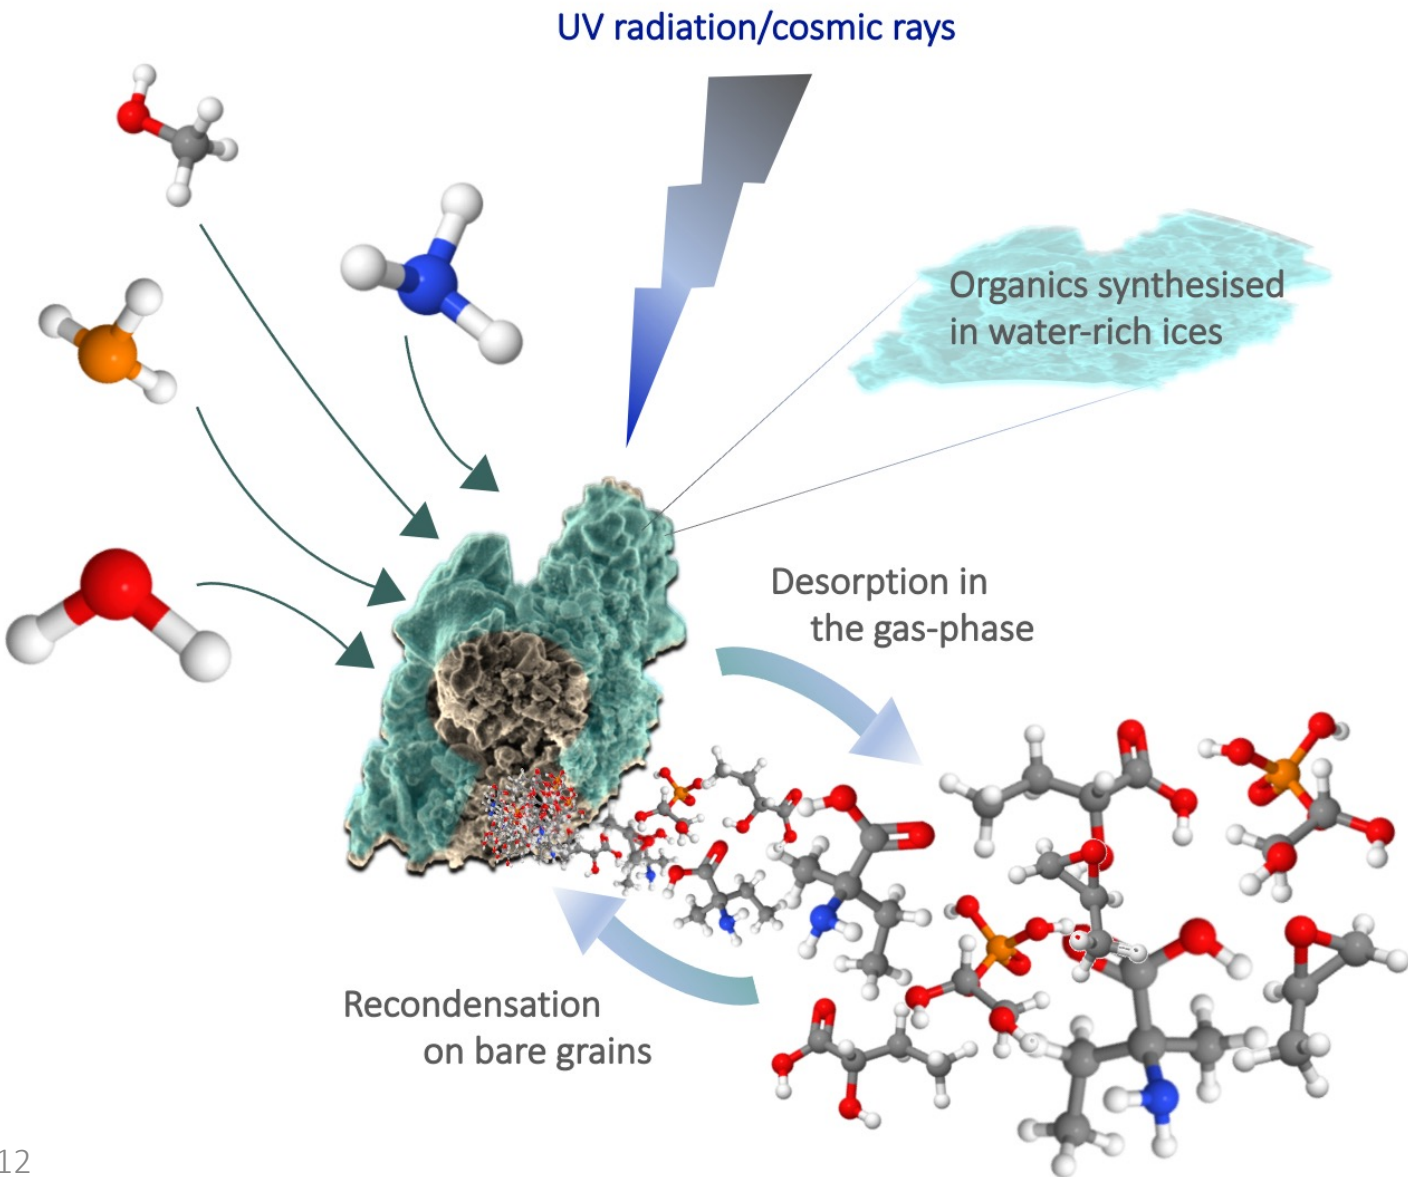 UV radiation/cosmic rays
Organics synthesised
in water-rich ices
Desorption in
the gas-phase
Recondensation
on bare grains
12